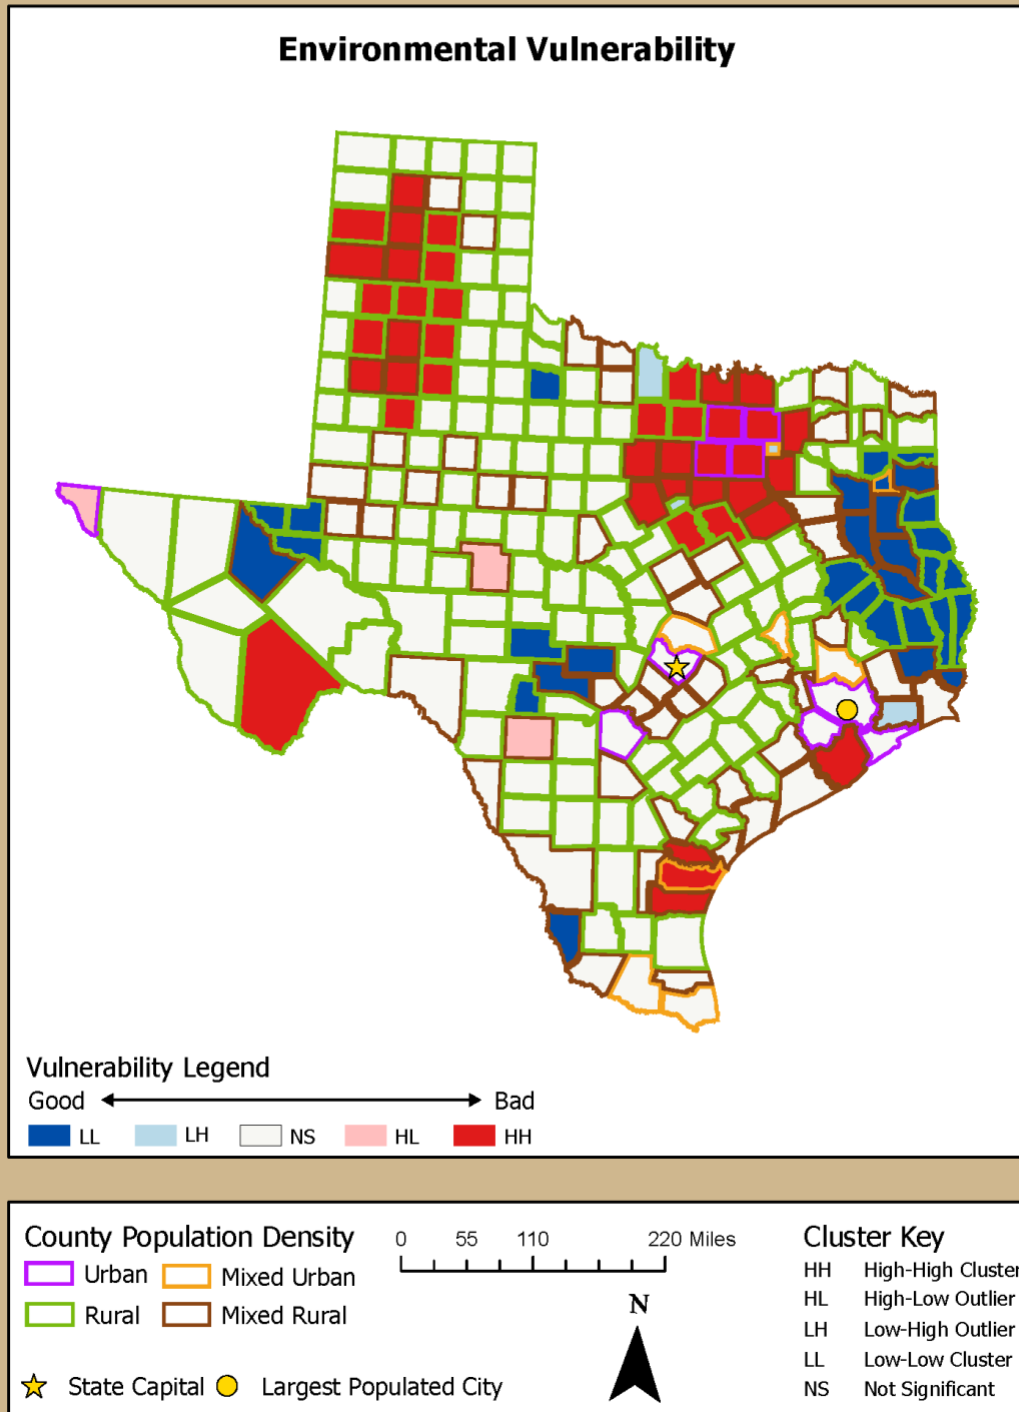 Environmental Vulnerability
Vulnerability Legend
Good Bad
LL LH NS HL HH
County Population Density
Urban Mixed Urban
Rural Mixed Rural
State Capital Largest Populated City
0 55 110 220 Miles
N
Cluster Key
HH High-High Cluster
HL High-Low Outlier
LH Low-High Outlier
LL Low-Low Cluster
NS Not Significant